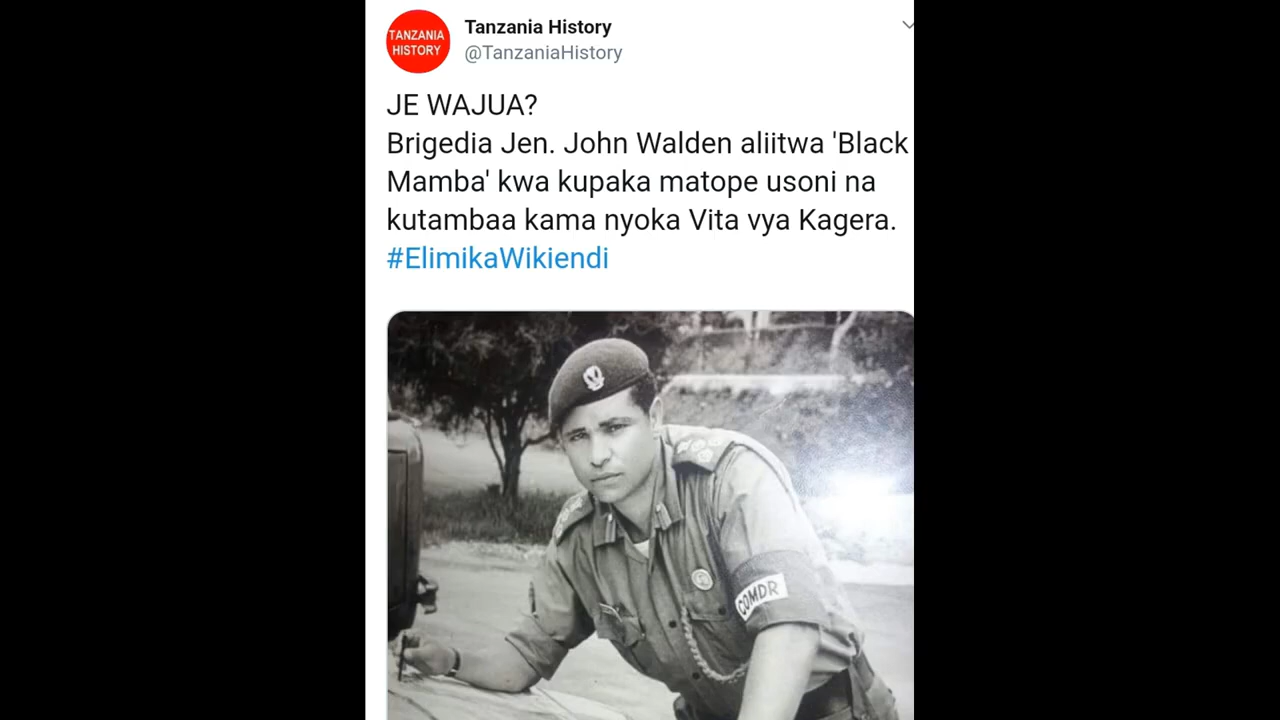 TANZANIA
HISTORY
Tanzania History
@TanzaniaHistory
JE WAJUA?
Brigedia Jen. John Walden aliitwa 'Black
Mamba' kwa kupaka matope usoni na
kutambaa kama nyoka Vita vya Kagera.
#ElimikaWikiendi
COMDR